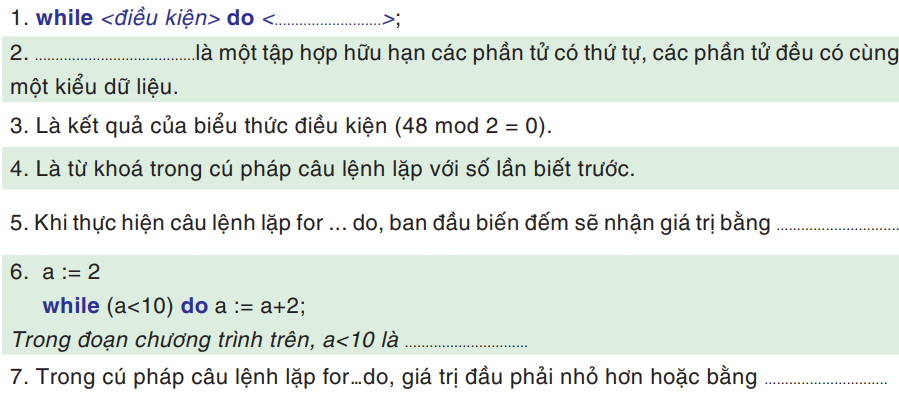 1. while <điều kiện> do <..........................>;
2. ........................................là một tập hợp hữu hạn các phần tử có thứ tự, các phần tử đều có cùng
một kiểu dữ liệu.
3. Là kết quả của biểu thức điều kiện (48 mod 2 = 0).
4. Là từ khoá trong cú pháp câu lệnh lặp với số lần biết trước.
5. Khi thực hiện câu lệnh lặp for ... do, ban đầu biến đếm sẽ nhận giá trị bằng ..............................
6. a := 2
while (a<10) do a := a+2;
Trong đoạn chương trình trên, a<10 là ..............................
7. Trong cú pháp câu lệnh lặp for...do, giá trị đầu phải nhỏ hơn hoặc bằng ..............................